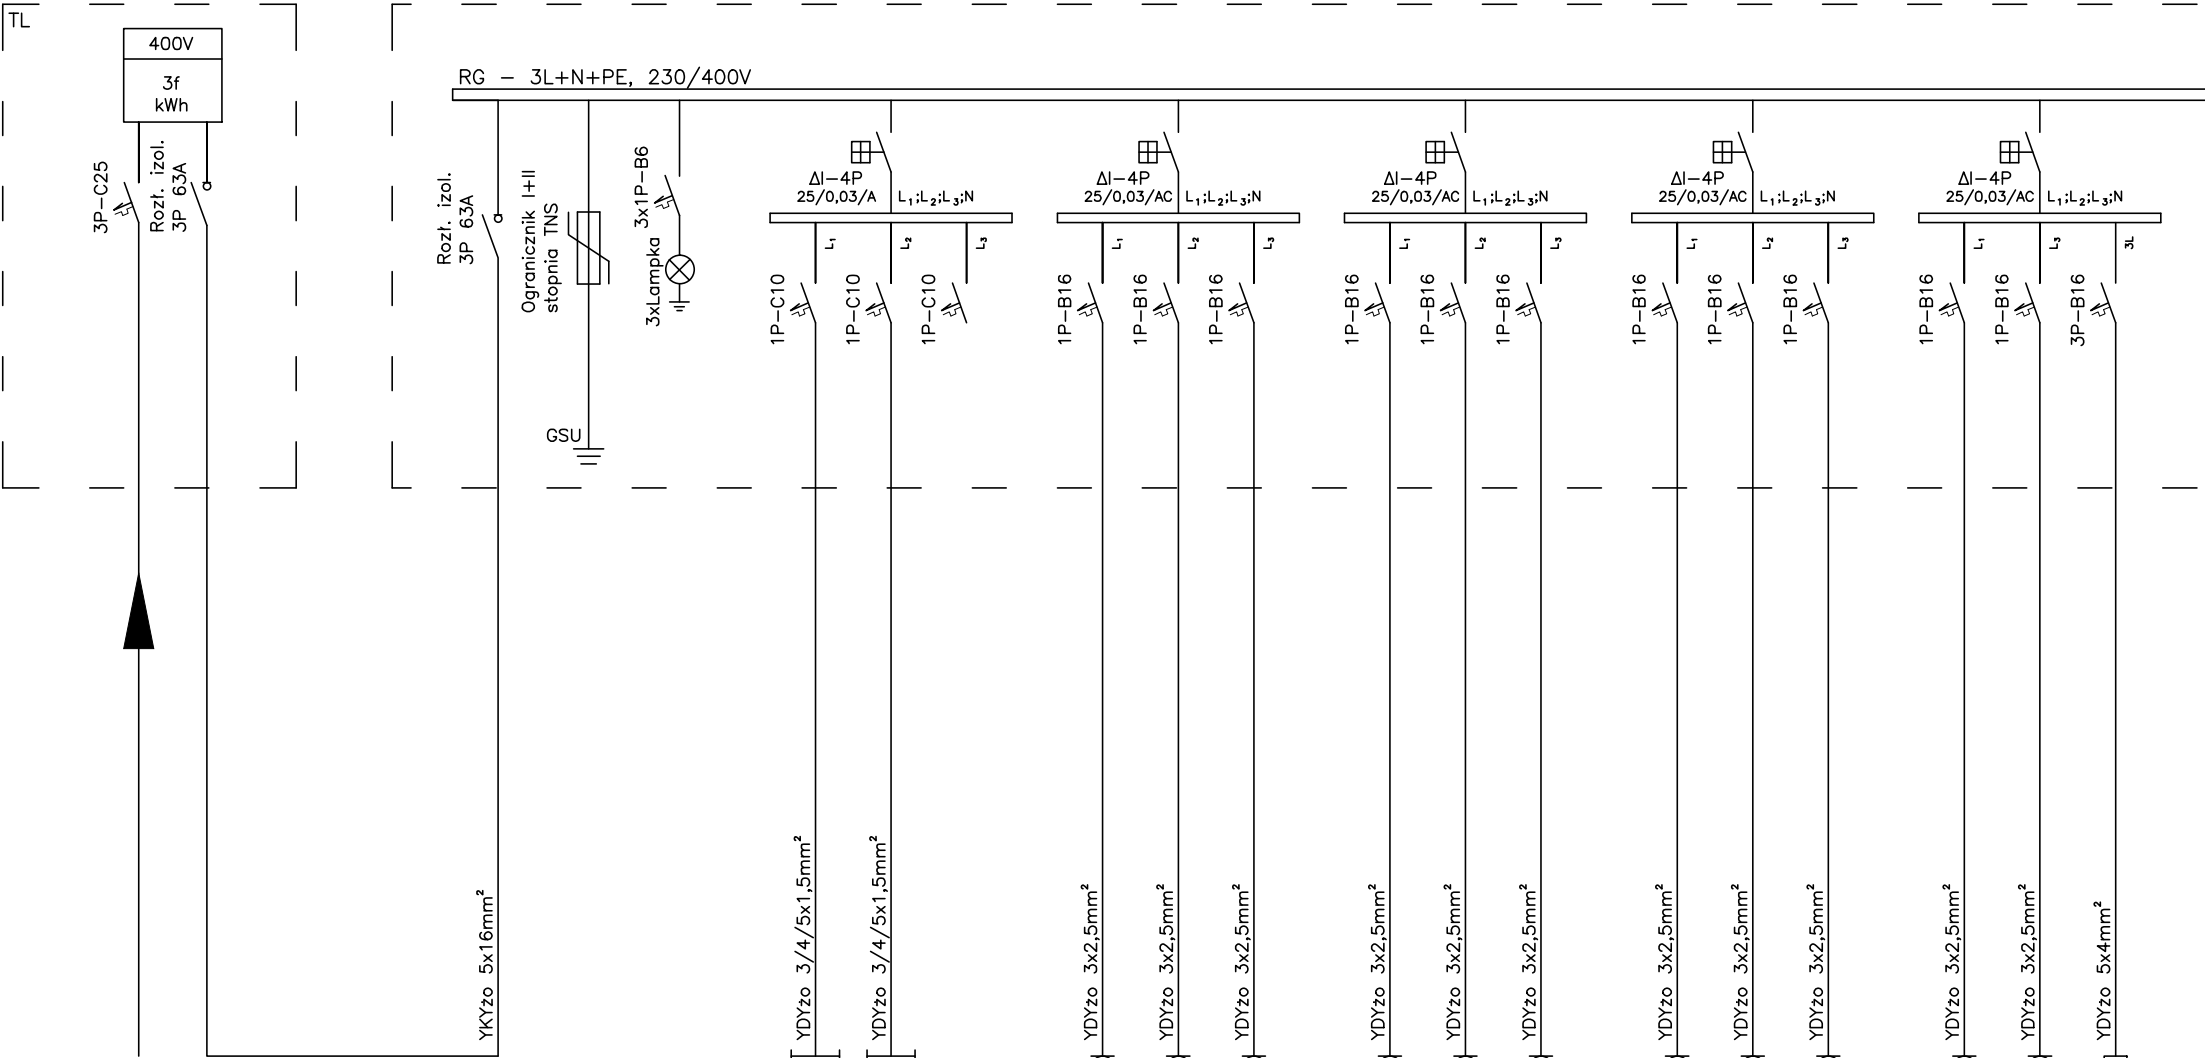 TL
400V
3f
kWh
3P-C25
Rozł. izol.
3P 63A
RG - 3L+N+PE, 230/400V
Rozł. izol.
3P 63A
Ogranicznik I+II
stopnia TNS
GSU
3x1P-B6
3xLampka
ΔI-4P
25/0,03/A
L₁;L₂;L₃;N
L₁
L₂
L₃
1P-C10
1P-C10
1P-C10
ΔI-4P
25/0,03/AC
L₁;L₂;L₃;N
L₁
L₂
L₃
1P-B16
1P-B16
1P-B16
ΔI-4P
25/0,03/AC
L₁;L₂;L₃;N
L₁
L₂
L₃
1P-B16
1P-B16
1P-B16
ΔI-4P
25/0,03/AC
L₁;L₂;L₃;N
L₁
L₂
L₃
1P-B16
1P-B16
1P-B16
ΔI-4P
25/0,03/AC
L₁;L₂;L₃;N
L₁
L₃
3L
1P-B16
1P-B16
3P-B16
YKYżo 5x16mm²
YDYżo 3/4/5x1,5mm²
YDYżo 3/4/5x1,5mm²
YDYżo 3x2,5mm²
YDYżo 3x2,5mm²
YDYżo 3x2,5mm²
YDYżo 3x2,5mm²
YDYżo 3x2,5mm²
YDYżo 3x2,5mm²
YDYżo 3x2,5mm²
YDYżo 3x2,5mm²
YDYżo 3x2,5mm²
YDYżo 3x2,5mm²
YDYżo 3x2,5mm²
YDYżo 5x4mm²